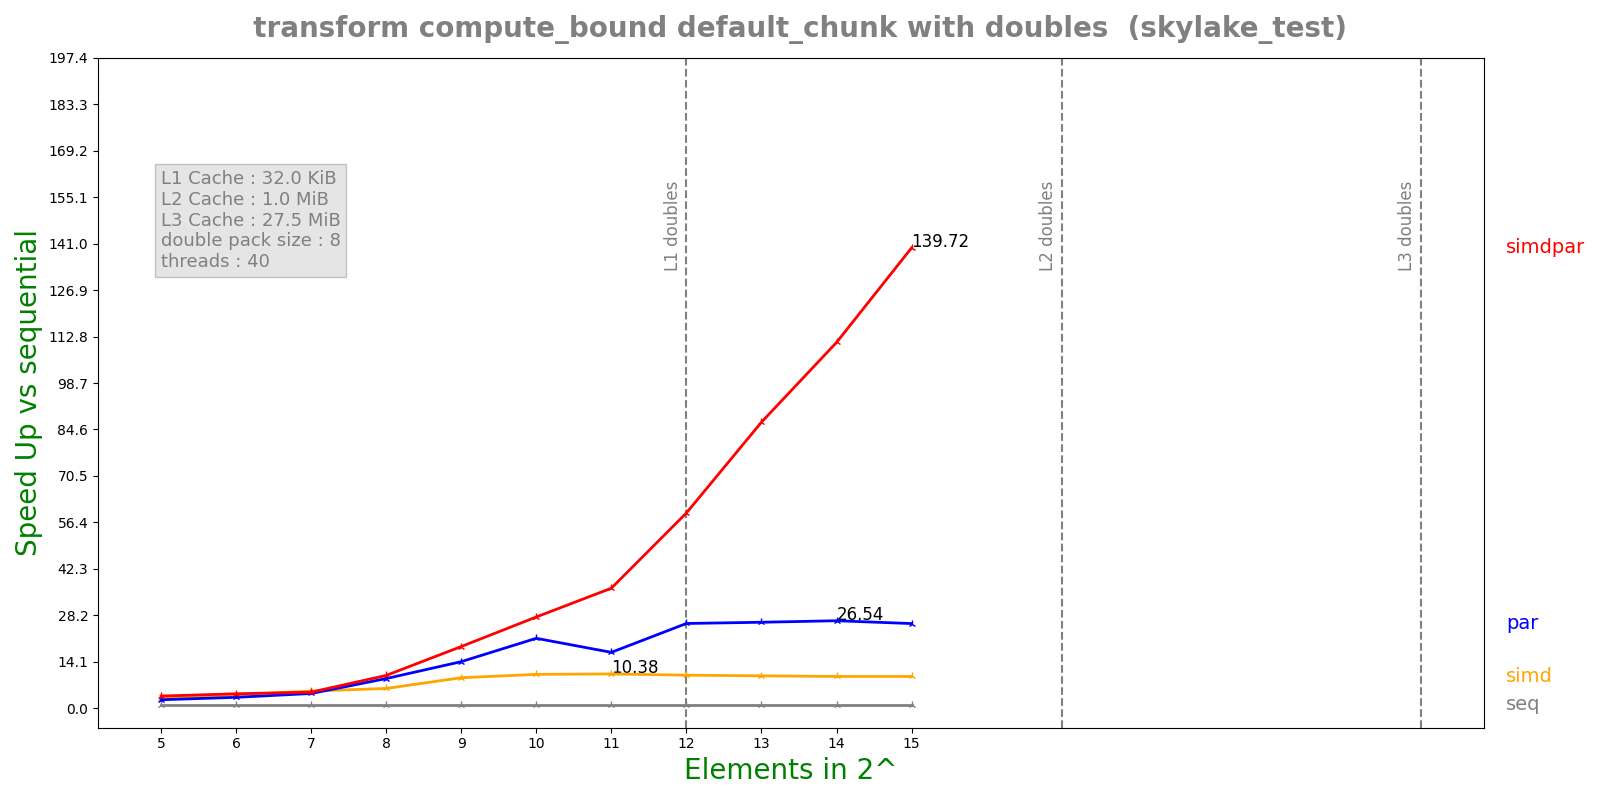 transform compute_bound default_chunk with doubles  (skylake_test)
Speed Up vs sequential
197.4
183.3
169.2
155.1
141.0
126.9
112.8
98.7
84.6
70.5
56.4
42.3
28.2
14.1
0.0
L1 Cache : 32.0 KiB
L2 Cache : 1.0 MiB
L3 Cache : 27.5 MiB
double pack size : 8
threads : 40
L1 doubles
L2 doubles
L3 doubles
139.72
26.54
10.38
simdpar
par
simd
seq
5 6 7 8 9 10 11 12 13 14 15
Elements in 2^